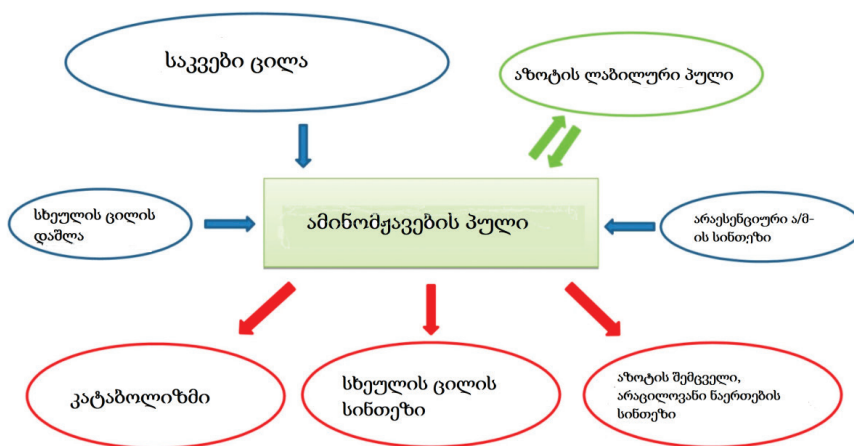 საკვები ცილა
აზოტის ლაბილური პული
სხეულის ცილის
დაშლა
ამინომჟავების პული
არაესენციური ა/მ-
ის სინთეზი
კატაბოლიზმი
სხეულის ცილის
სინთეზი
აზოტის შემცველი,
არაცილოვანი ნაერთების
სინთეზი